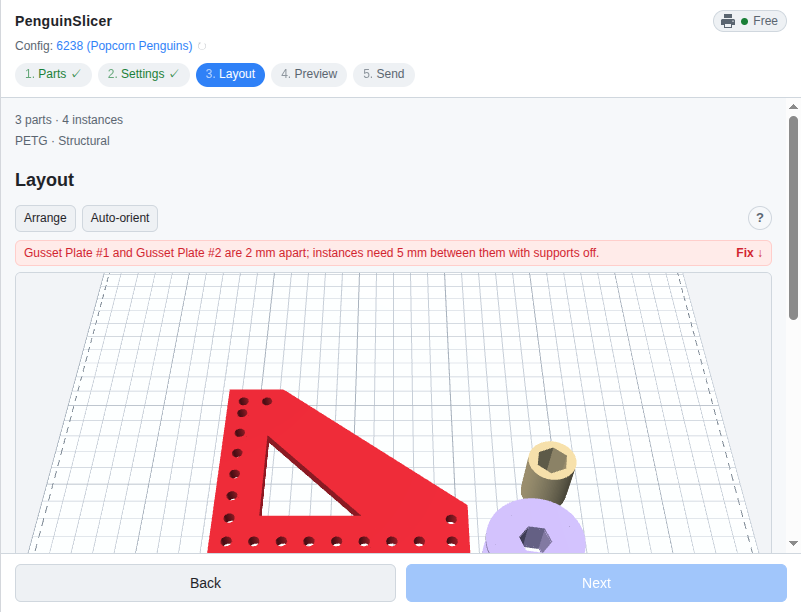 PenguinSlicer
Free
Config: 6238 (Popcorn Penguins)
1. Parts ✓
2. Settings ✓
3. Layout
4. Preview
5. Send
3 parts · 4 instances
PETG · Structural
Layout
Arrange
Auto-orient
?
Gusset Plate #1 and Gusset Plate #2 are 2 mm apart; instances need 5 mm between them with supports off.
Fix ↓
Back
Next